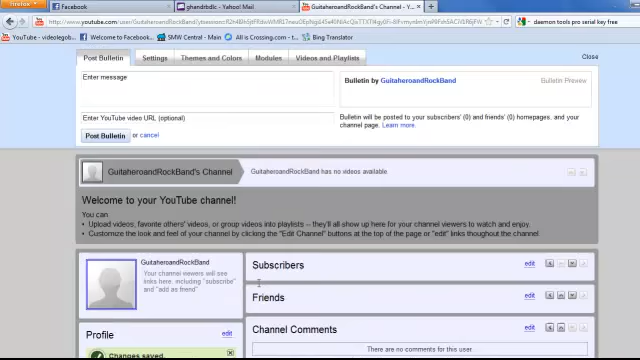 Firefox
Facebook
ghandrbdlc - Yahoo! Mail
GuitaheroandRockBand's Channel - Y...
daemon tools pro serial key free
YouTube - videolegob...
Welcome to Facebook...
SMW Central - Main
All is Crossing.com - The...
Bing Translator
Post Bulletin
Settings
Themes and Colors
Modules
Videos and Playlists
Close
Enter message
Bulletin by GuitaheroandRockBand
Bulletin Preview
Enter YouTube video URL (optional)
Bulletin will be posted to your subscribers' (0) and friends' (0) homepages, and your
channel page. Learn more.
Post Bulletin or cancel
GuitaheroandRockBand's Channel
GuitaheroandRockBand has no videos available.
Welcome to your YouTube channel!
You can
• Upload videos, favorite others' videos, or group videos into playlists -- they'll all show up here for your channel viewers to watch and enjoy.
• Customize the look and feel of your channel by clicking the "Edit Channel" buttons at the top of the page or "edit" links thoughout the channel.
GuitaheroandRockBand
Your channel viewers will see
links here, including "subscribe"
and "add as friend"
Subscribers
edit
Friends
edit
Profile
edit
Channel Comments
edit
Changes saved.
There are no comments for this user.